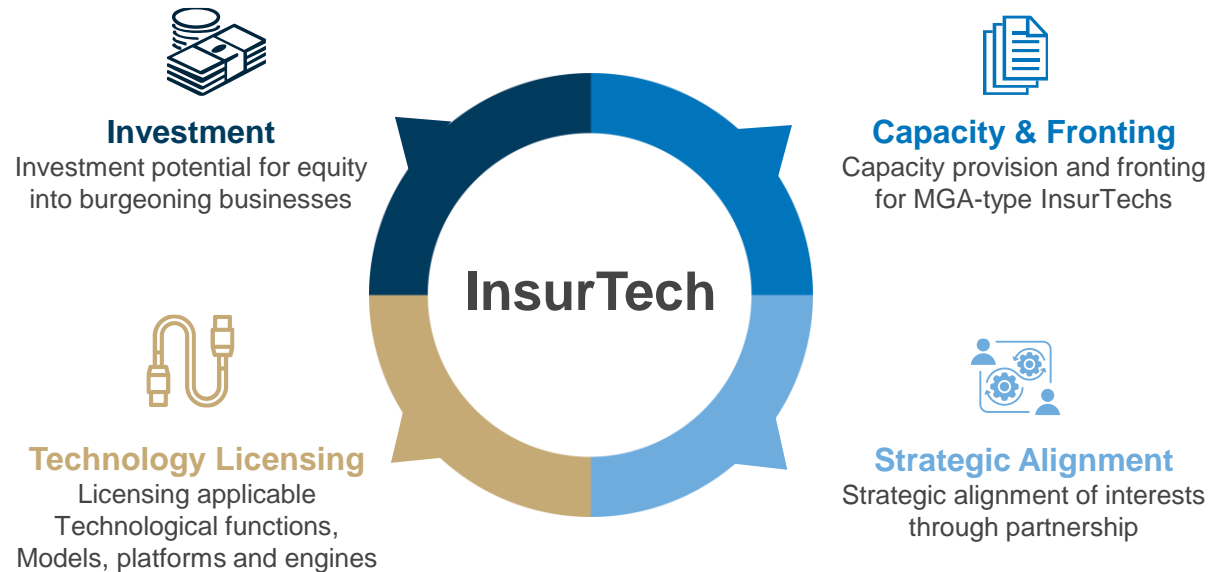 Investment
Investment potential for equity
into burgeoning businesses
Capacity & Fronting
Capacity provision and fronting
for MGA-type InsurTechs
InsurTech
Technology Licensing
Licensing applicable
Technological functions,
Models, platforms and engines
Strategic Alignment
Strategic alignment of interests
through partnership